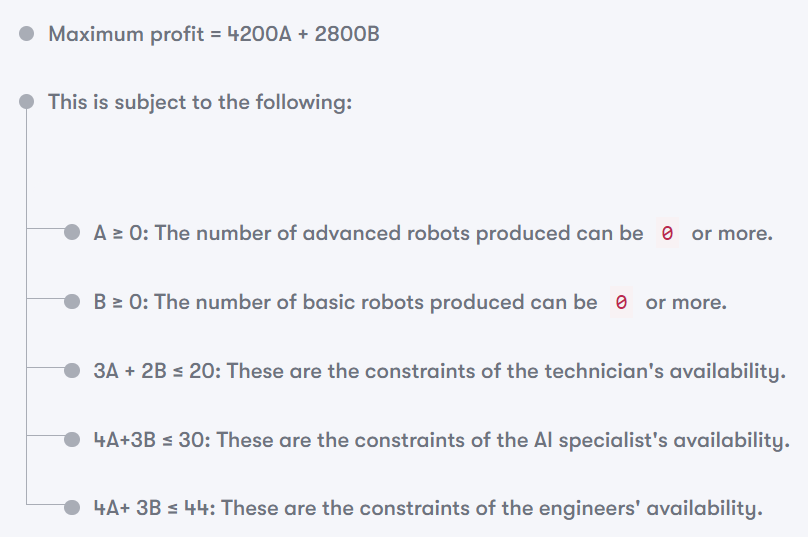 Maximum profit = 4200A + 2800B
This is subject to the following:
A ≥ 0: The number of advanced robots produced can be 0 or more.
B ≥ 0: The number of basic robots produced can be 0 or more.
3A + 2B ≤ 20: These are the constraints of the technician's availability.
4A+3B ≤ 30: These are the constraints of the AI specialist's availability.
4A+ 3B ≤ 44: These are the constraints of the engineers' availability.